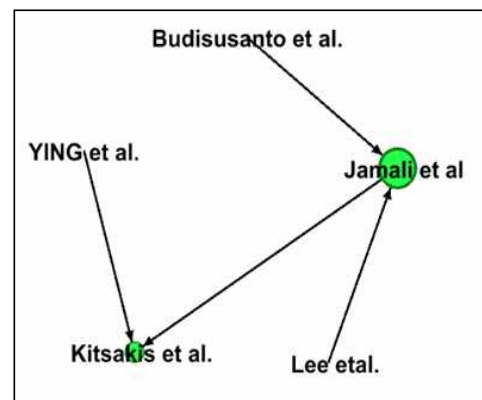 Budisusanto et al.
YING et al.
Jamali et al
Kitsakis et al.
Lee etal.